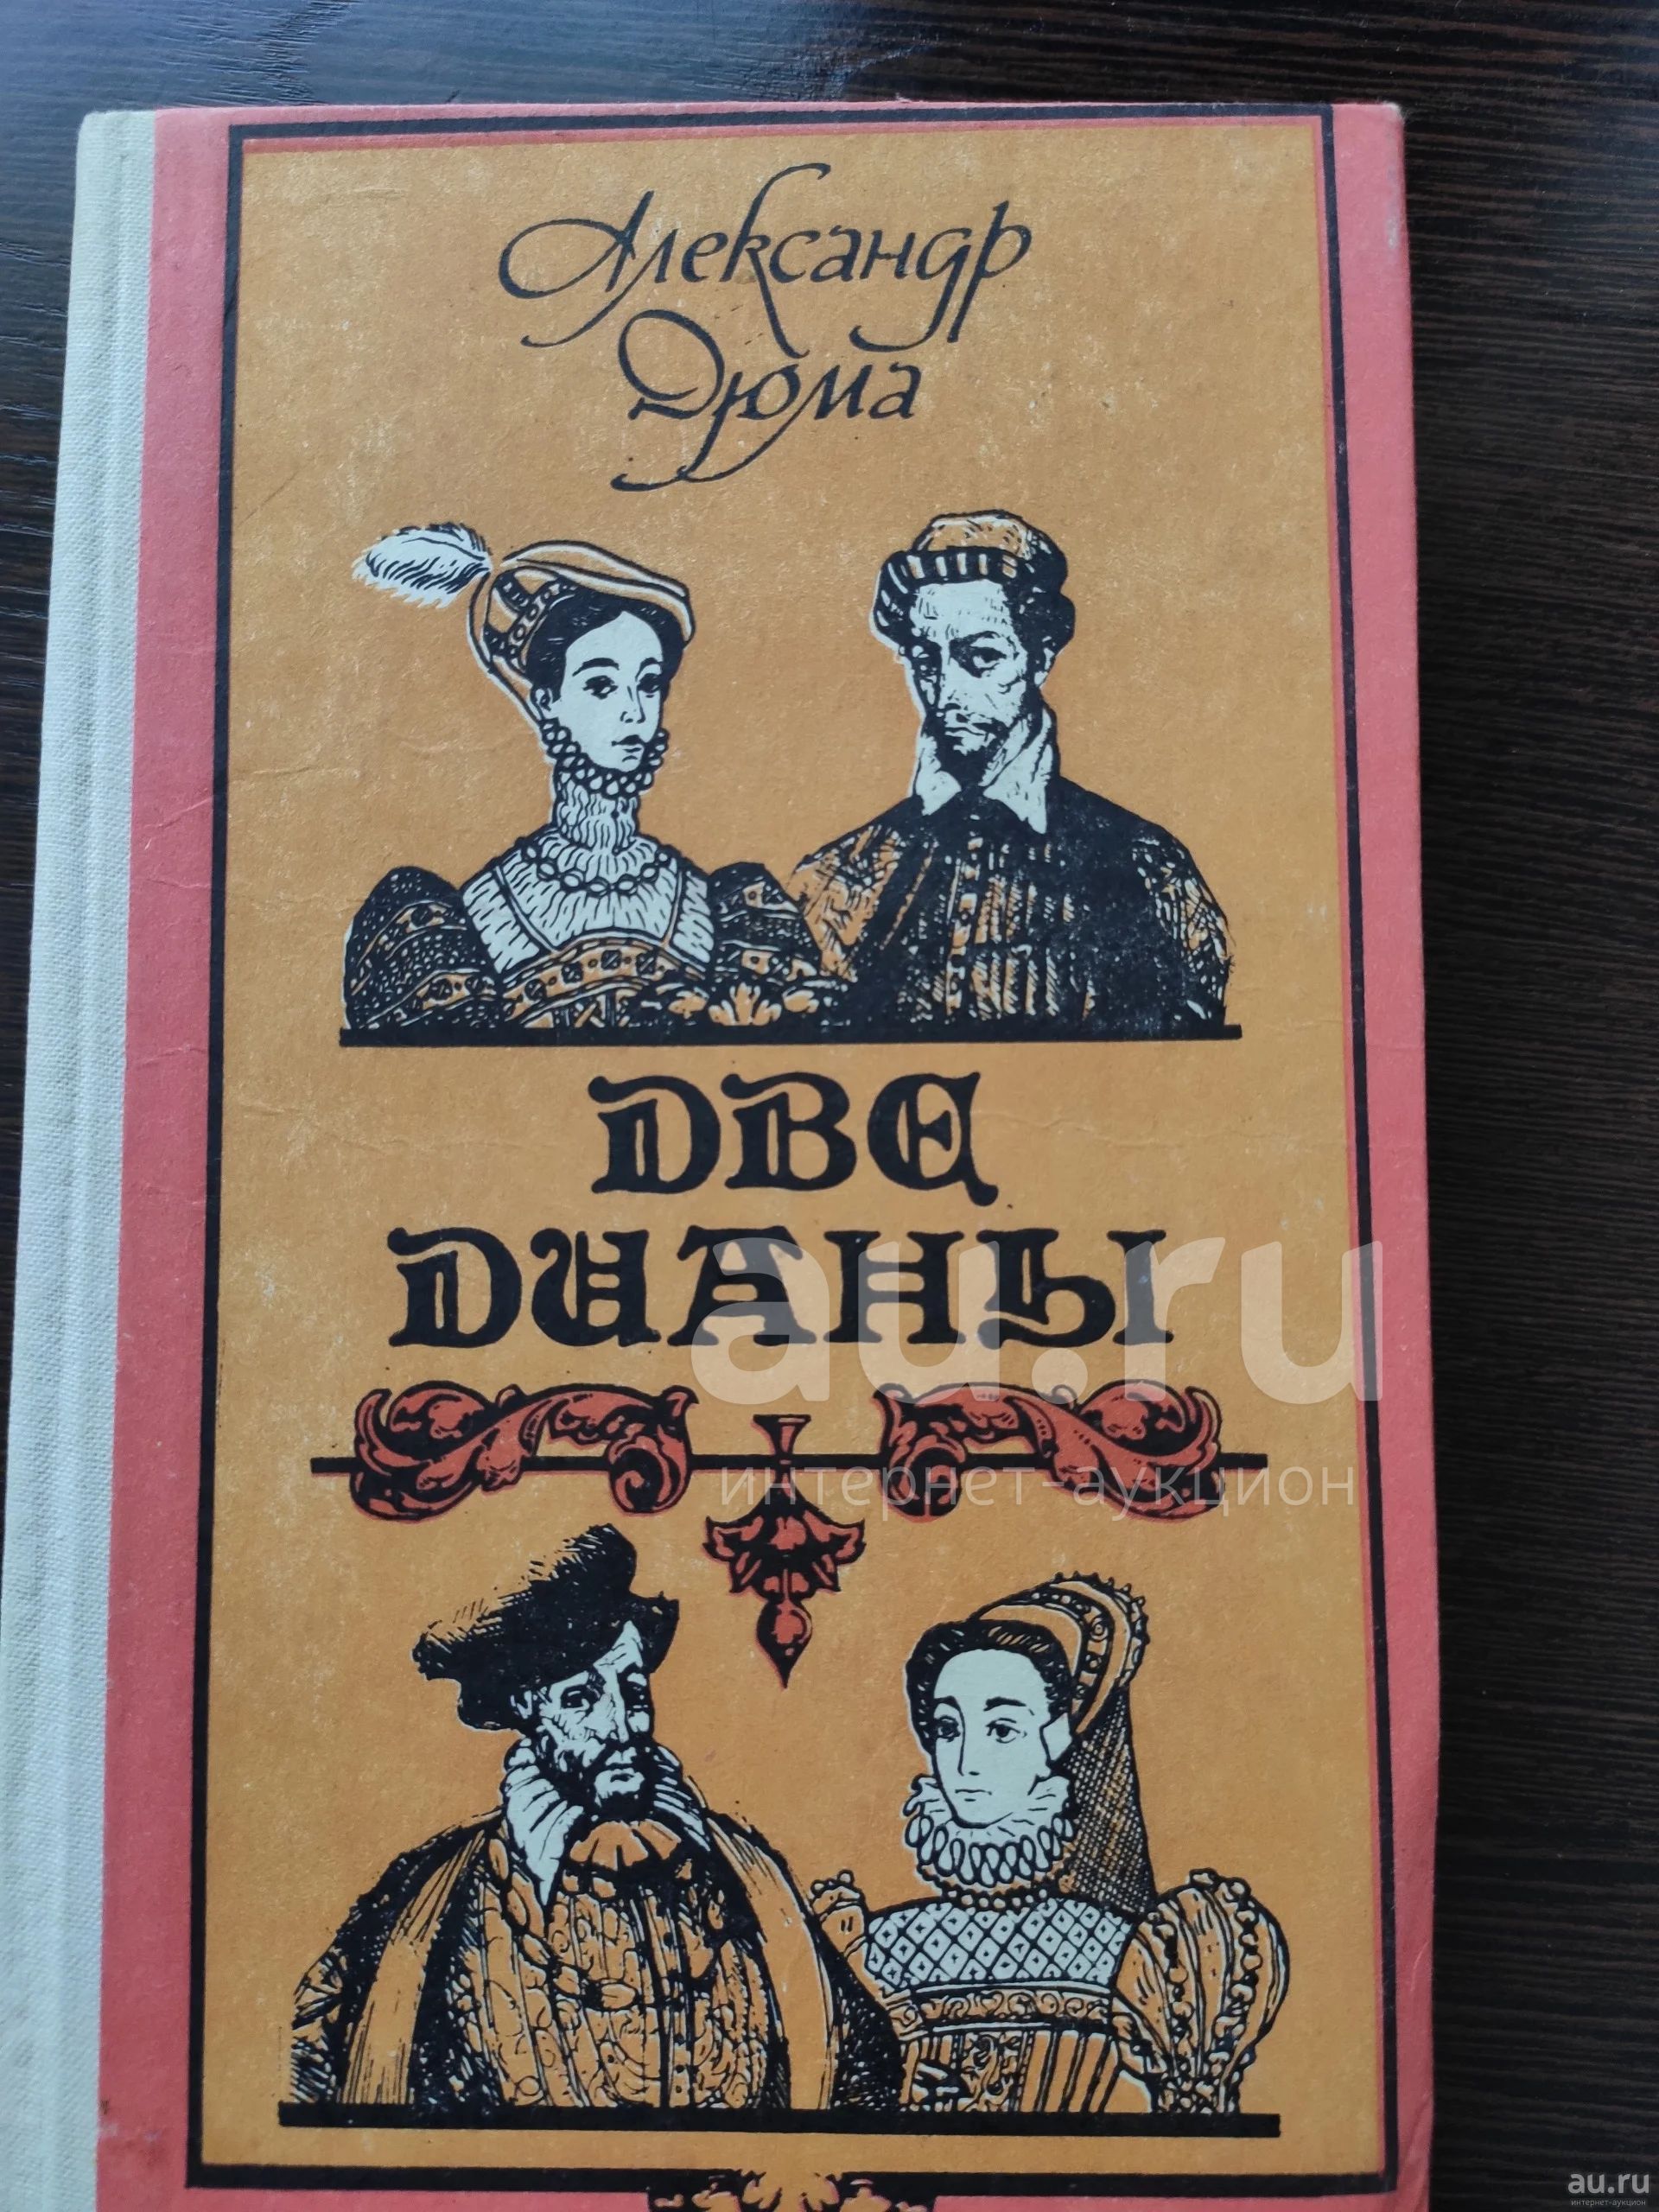 Александр
Дюма
ДВЕ
ДИАНЫ
au.ru
интернет-аукцион
au.ru
интернет-аукцион